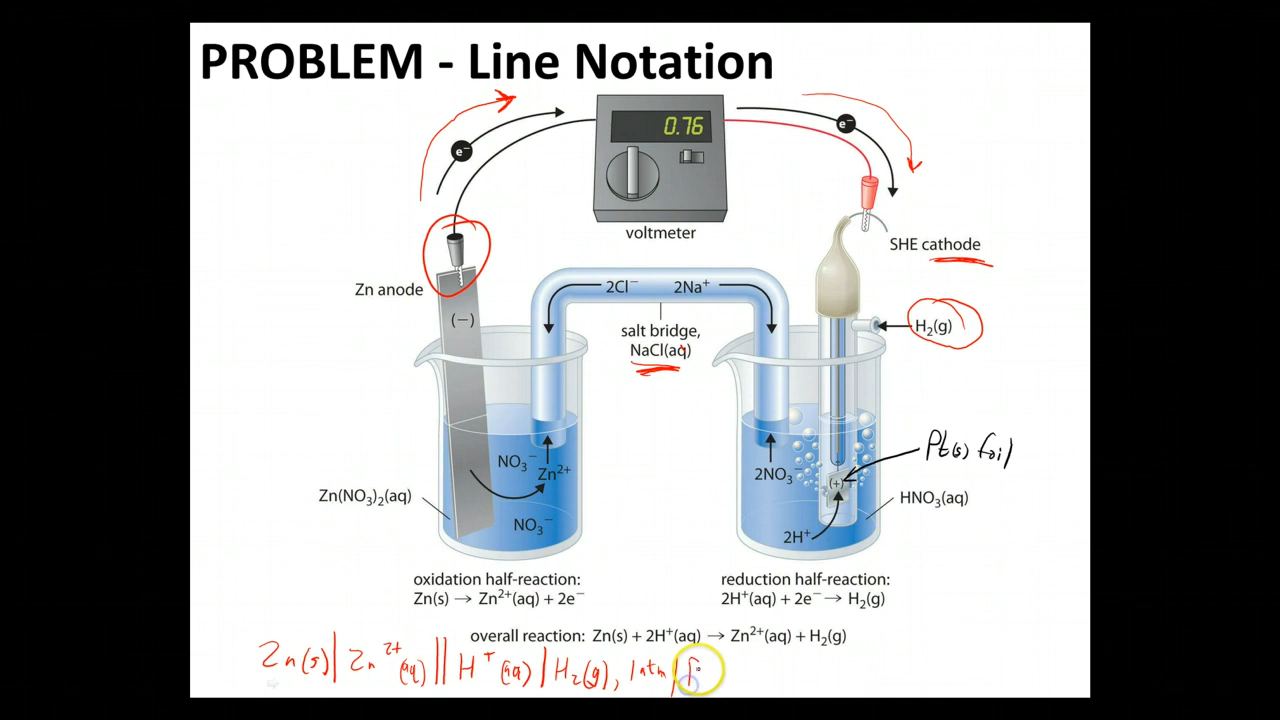 PROBLEM - Line Notation
e⁻
0.76
e⁻
voltmeter
SHE cathode
Zn anode
(−)
2Cl⁻ 2Na⁺
salt bridge,
NaCl(aq)
H₂(g)
Pt(s) foil
NO₃⁻
Zn²⁺
2NO₃⁻
(+)
Zn(NO₃)₂(aq)
HNO₃(aq)
NO₃⁻
2H⁺
oxidation half-reaction:
Zn(s) → Zn²⁺(aq) + 2e⁻
reduction half-reaction:
2H⁺(aq) + 2e⁻ → H₂(g)
overall reaction: Zn(s) + 2H⁺(aq) → Zn²⁺(aq) + H₂(g)
Zn(s)| Zn²⁺(aq) || H⁺(aq) | H₂(g), 1atm |